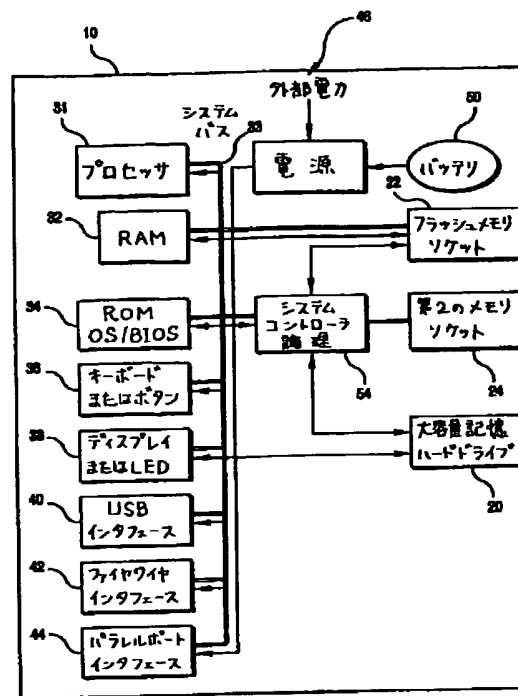 46
10
外部電力
31
システム
バス
33
50
プロセッサ
電源
バッテリ
22
32
RAM
フラッシュメモリ
ソケット
34
ROM
OS/BIOS
システム
コントローラ
論理
第2のメモリ
ソケット
36
キーボード
またはボタン
54
24
38
ディスプレイ
またはLED
大容量記憶
ハードドライブ
40
USB
インタフェース
20
42
ファイヤワイヤ
インタフェース
44
パラレルポート
インタフェース